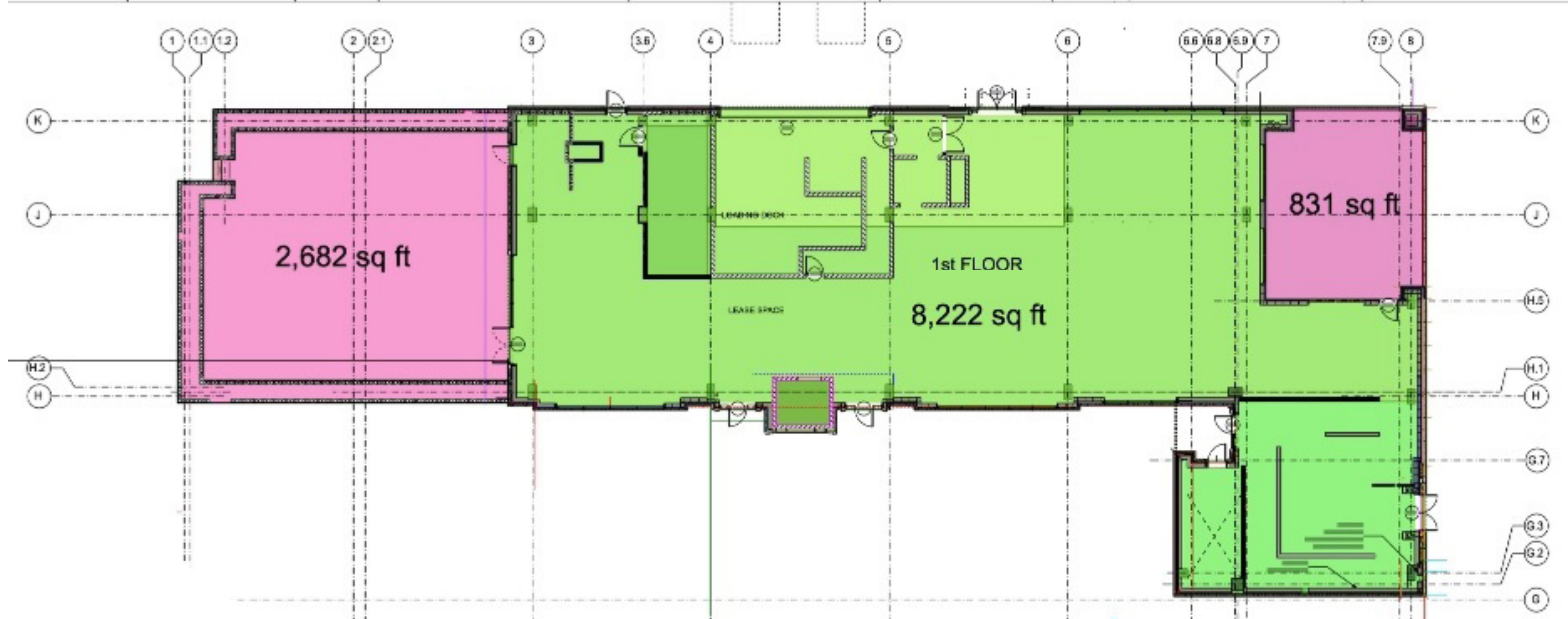 1 1.1 1.2 2 2.1 3 3.6 4 5 6 6.6 6.8 6.9 7 7.9 8
K K
J 831 sq ft J
LOADING DOCK
2,682 sq ft 1st FLOOR
H.5
LEASE SPACE 8,222 sq ft
H.2 H.1
H H
G.7
G.3
G.2
G